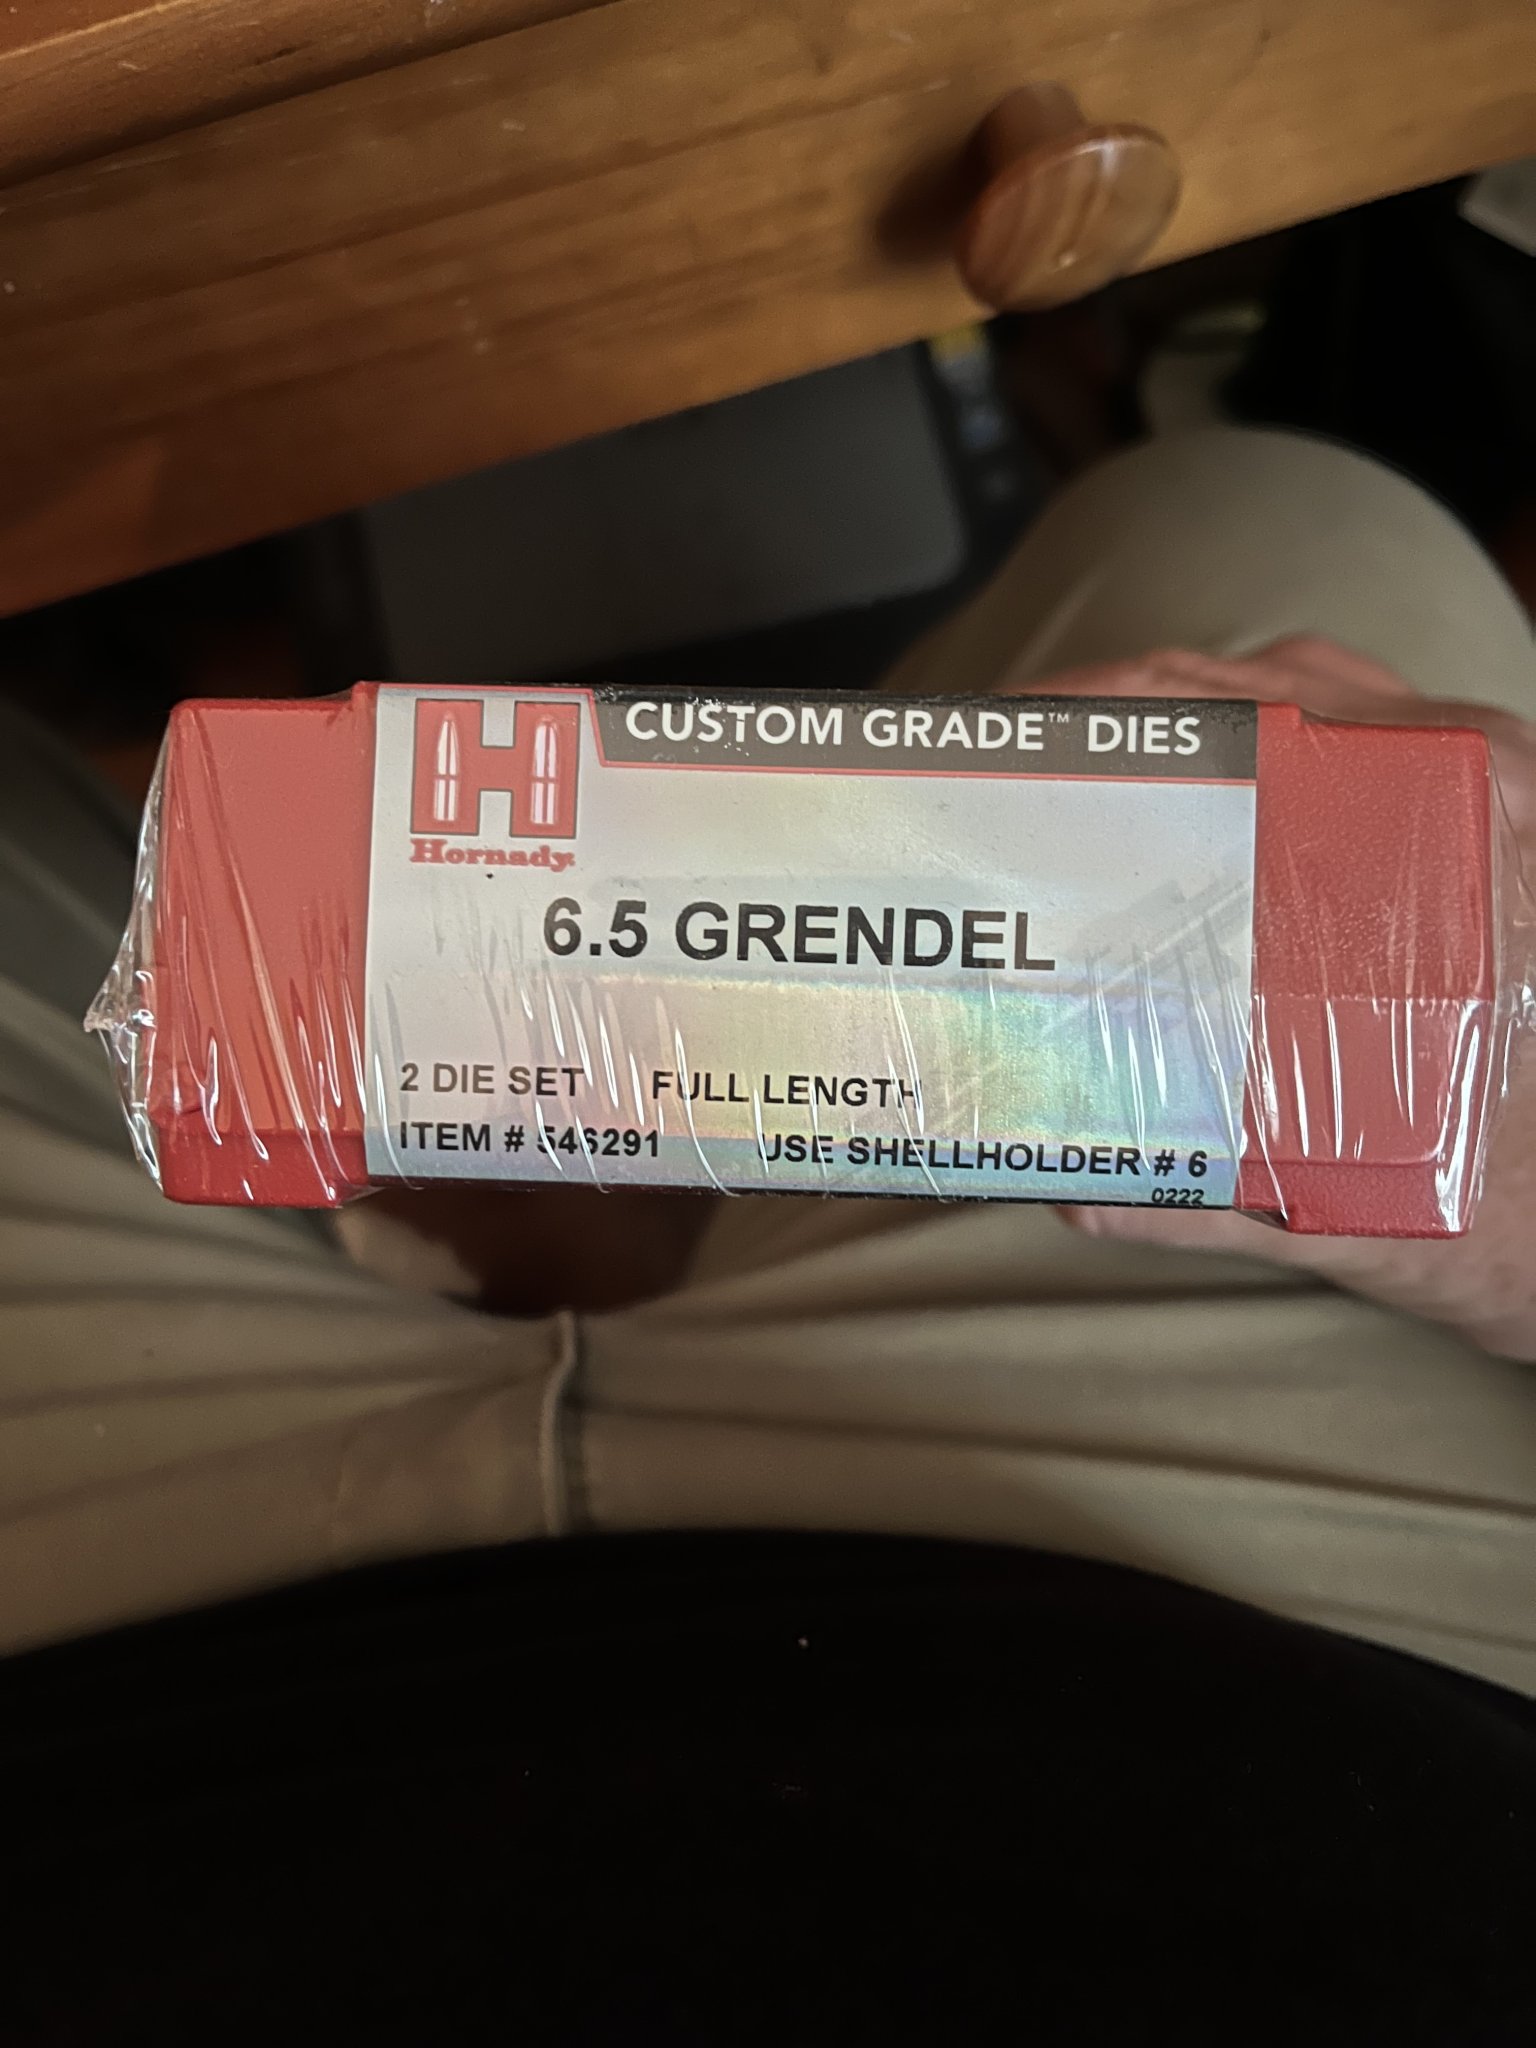 CUSTOM GRADE™ DIES
H
Hornady
6.5 GRENDEL
2 DIE SET FULL LENGTH
ITEM # 546291 USE SHELLHOLDER # 6
0222